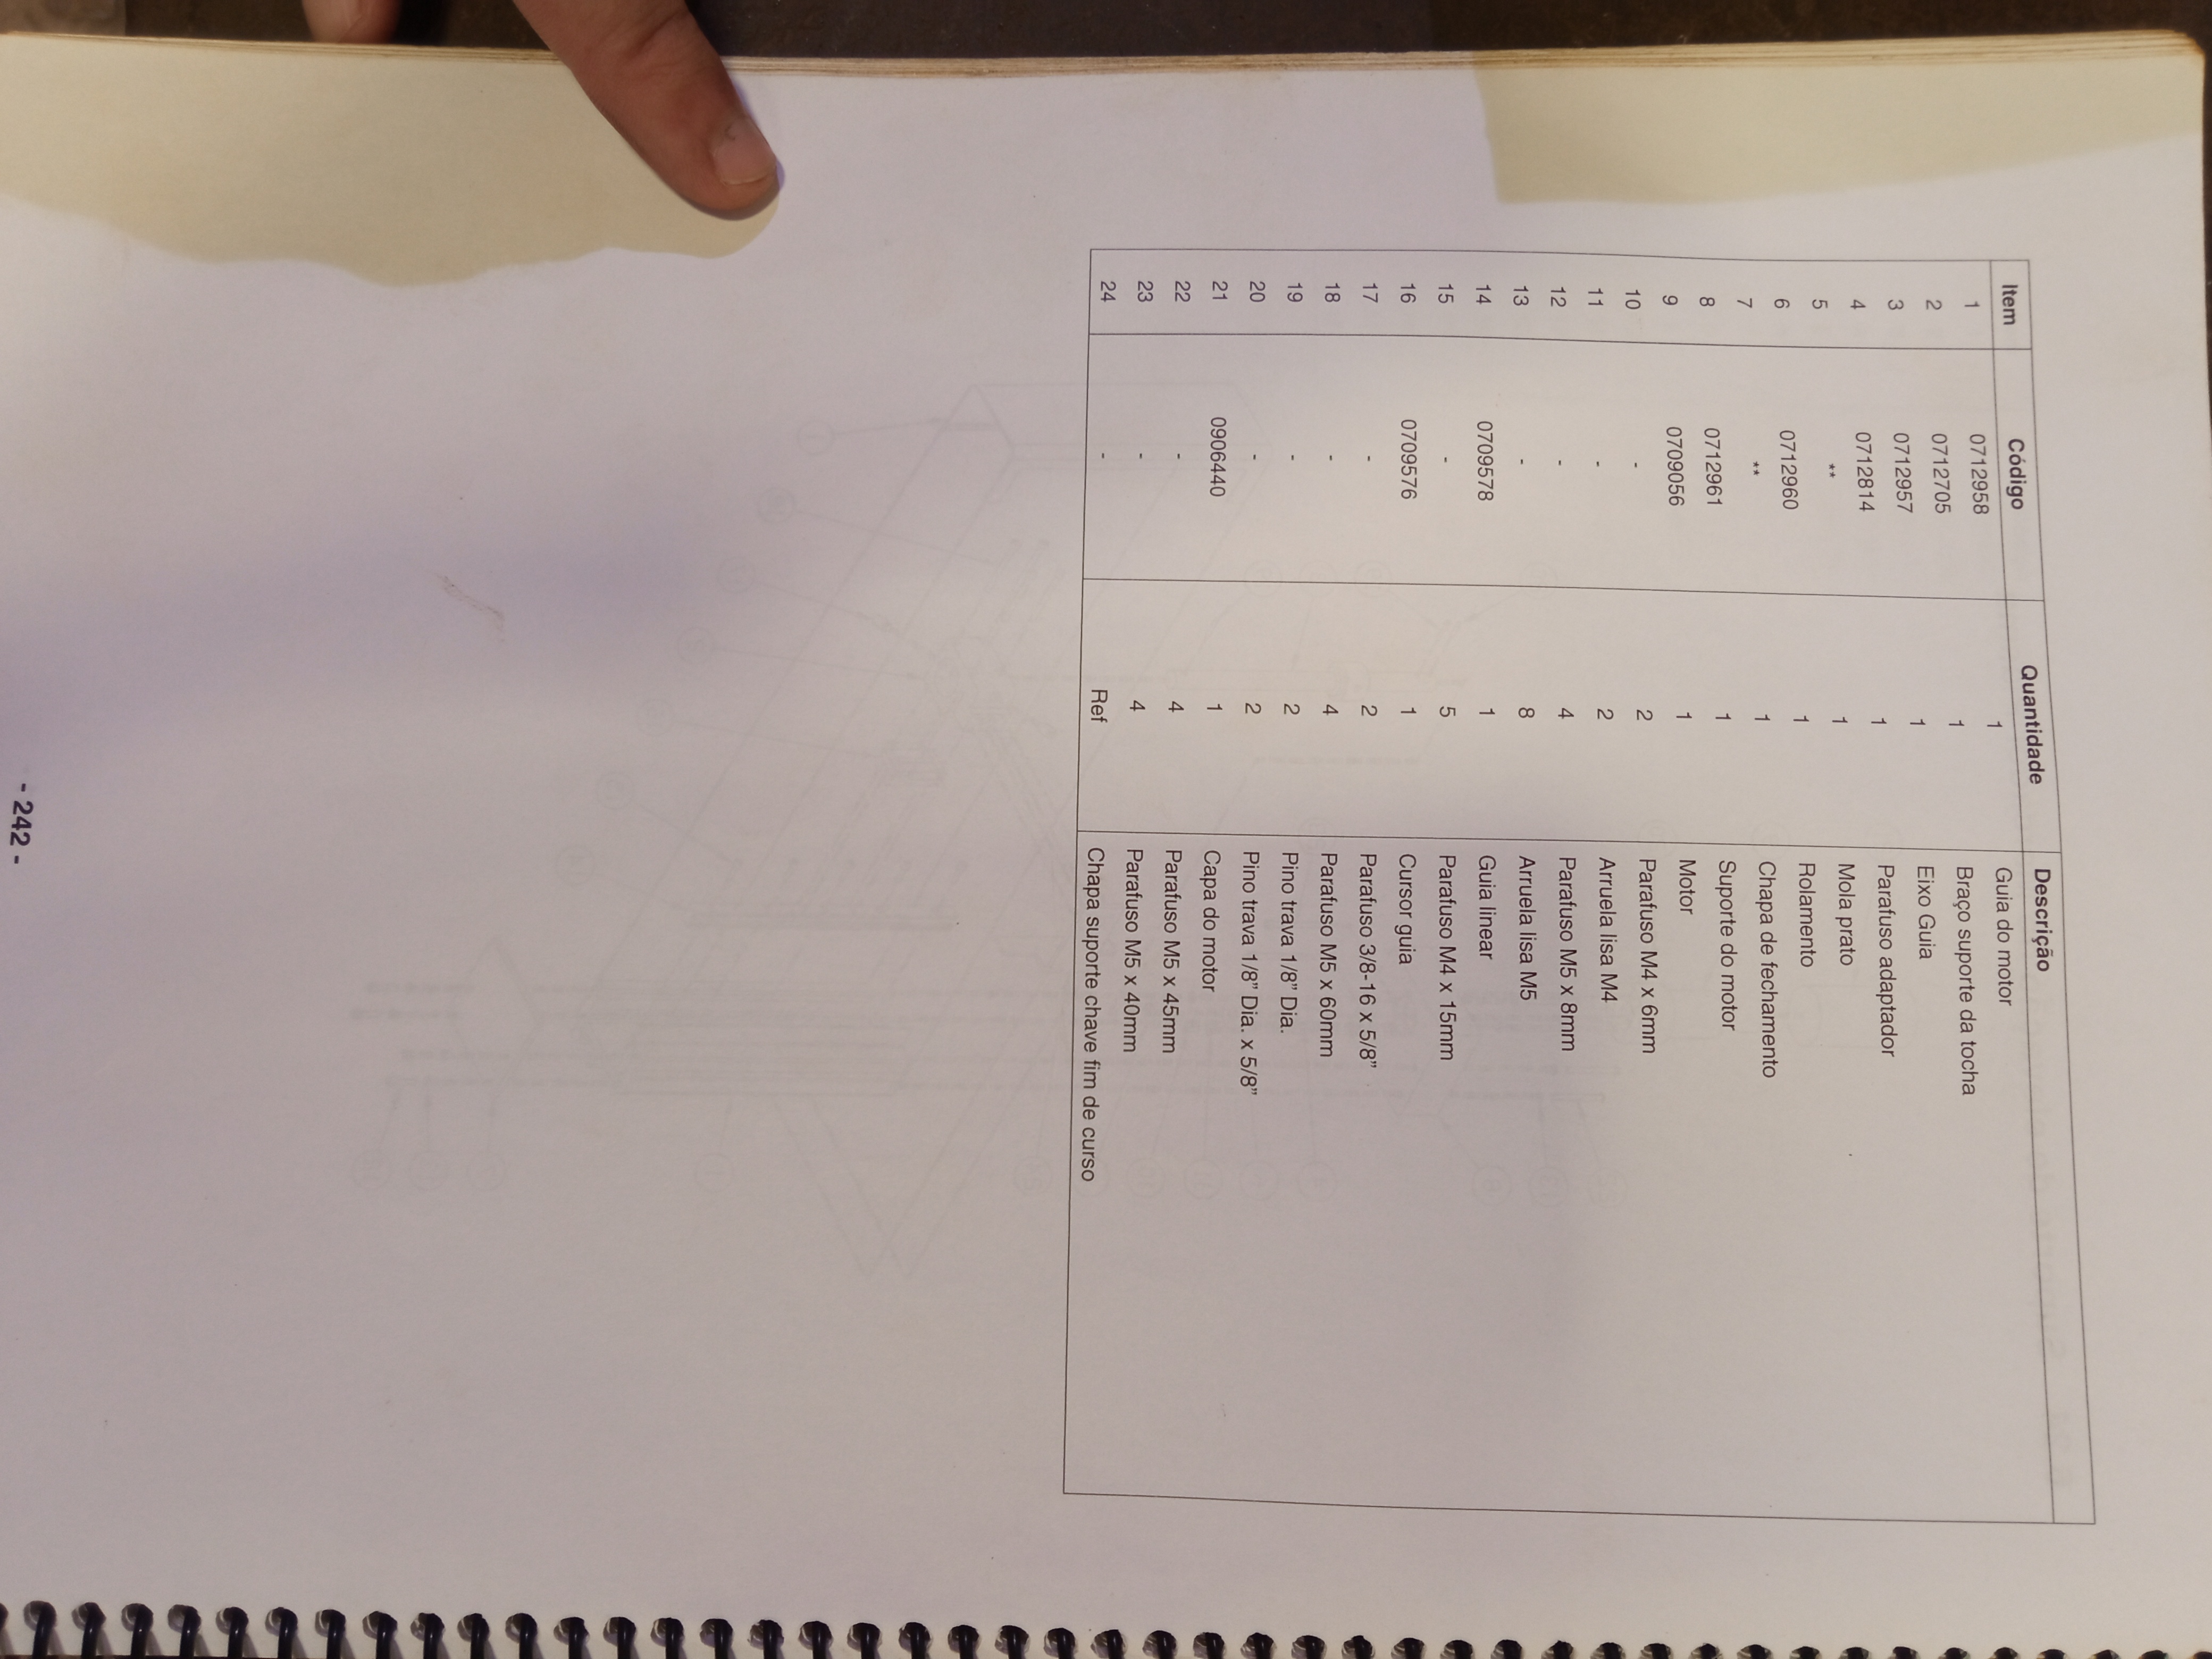 Item Código Quantidade Descrição
1 0712958 1 Guia do motor
2 0712705 1 Braço suporte da tocha
3 0712957 1 Eixo Guia
4 0712814 1 Parafuso adaptador
5 ** 1 Mola prato
6 0712960 1 Rolamento
7 ** 1 Chapa de fechamento
8 0712961 1 Suporte do motor
9 0709056 1 Motor
10 - 2 Parafuso M4 x 6mm
11 - 2 Arruela lisa M4
12 - 4 Parafuso M5 x 8mm
13 - 8 Arruela lisa M5
14 0709578 1 Guia linear
15 - 5 Parafuso M4 x 15mm
16 0709576 1 Cursor guia
17 - 2 Parafuso 3/8-16 x 5/8”
18 - 4 Parafuso M5 x 60mm
19 - 2 Pino trava 1/8” Dia.
20 - 2 Pino trava 1/8” Dia. x 5/8”
21 0906440 1 Capa do motor
22 - 4 Parafuso M5 x 45mm
23 - 4 Parafuso M5 x 40mm
24 - Ref Chapa suporte chave fim de curso
- 242 -